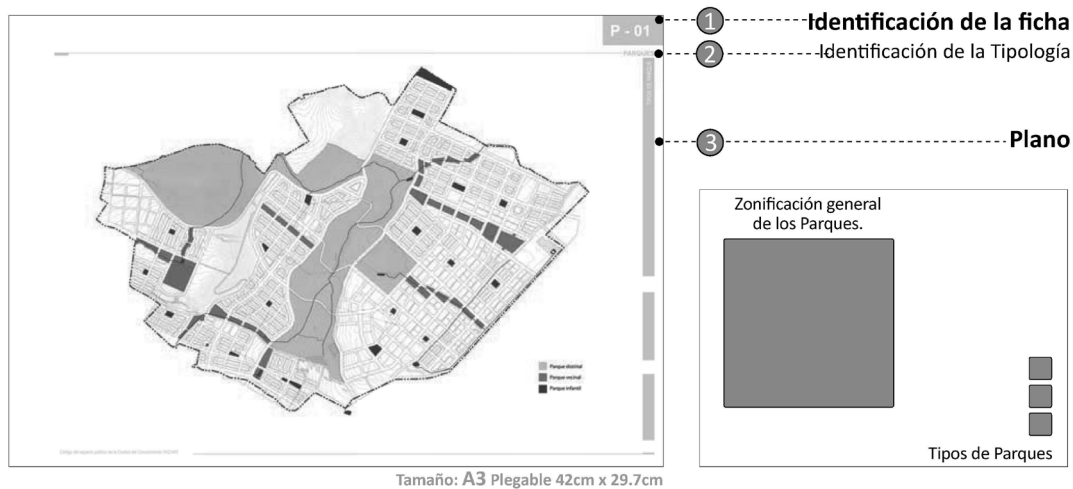 P - 01
PARQUES
1
Identificación de la ficha
2
Identificación de la Tipología
3
Plano
Parque distrital
Parque vecinal
Parque infantil
Tamaño: A3 Plegable 42cm x 29.7cm
Zonificación general
de los Parques.
Tipos de Parques